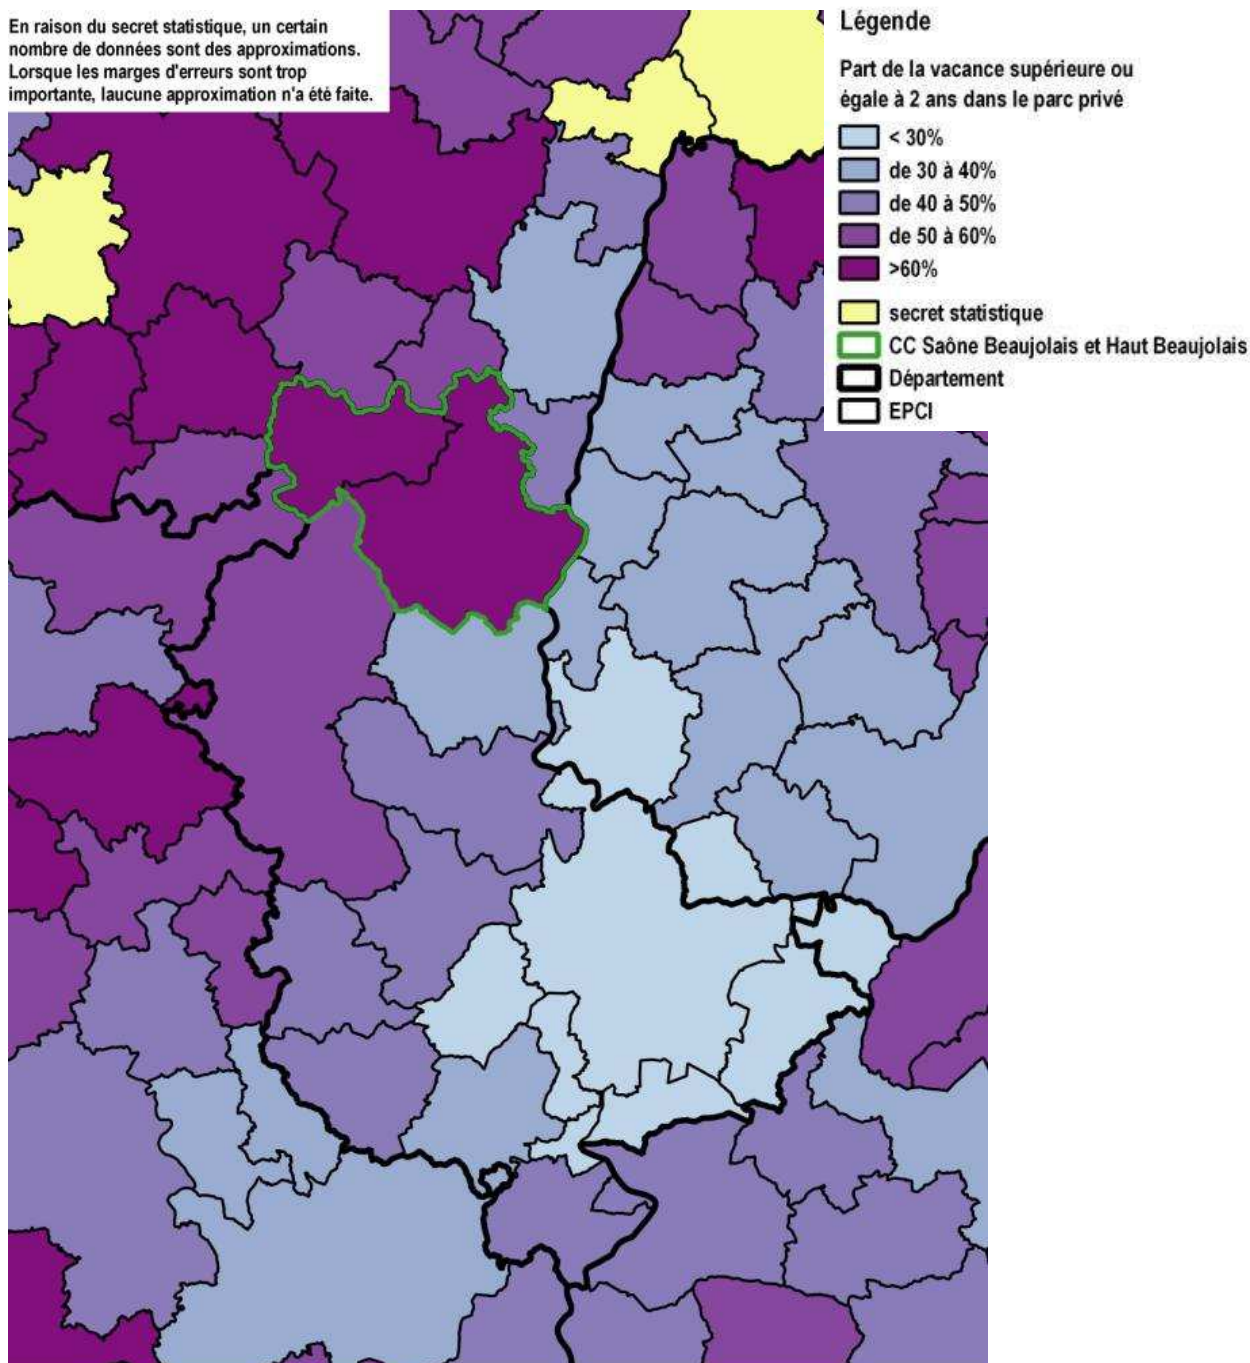 En raison du secret statistique, un certain
nombre de données sont des approximations.
Lorsque les marges d'erreurs sont trop
importante, laucune approximation n'a été faite.
Légende
Part de la vacance supérieure ou
égale à 2 ans dans le parc privé
< 30%
de 30 à 40%
de 40 à 50%
de 50 à 60%
>60%
secret statistique
CC Saône Beaujolais et Haut Beaujolais
Département
EPCI